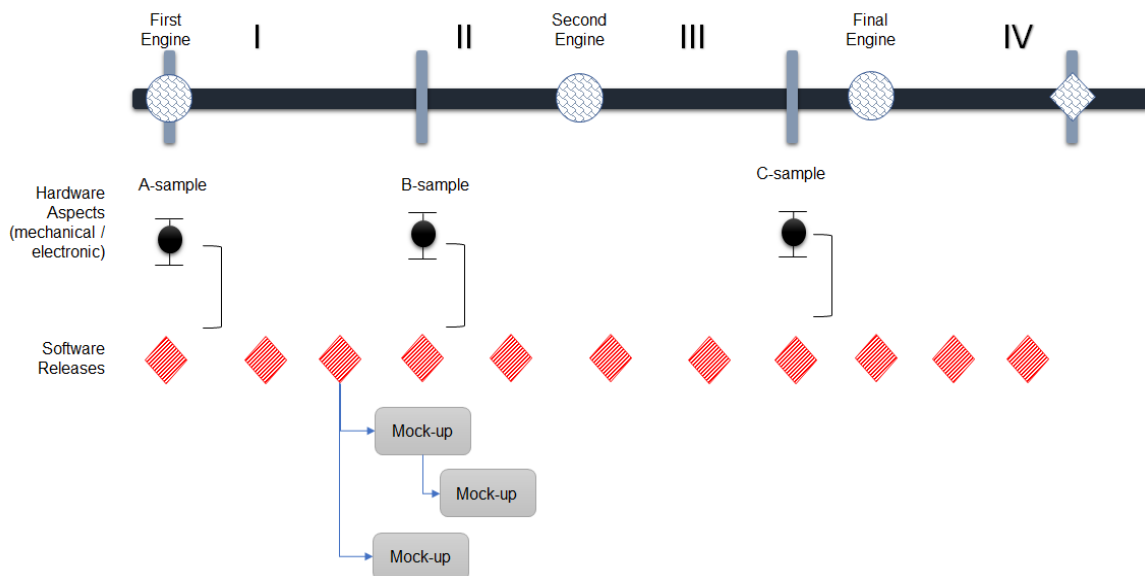 First
Engine
I
II
Second
Engine
III
Final
Engine
IV
Hardware
Aspects
(mechanical /
electronic)
A-sample
B-sample
C-sample
Software
Releases
Mock-up
Mock-up
Mock-up